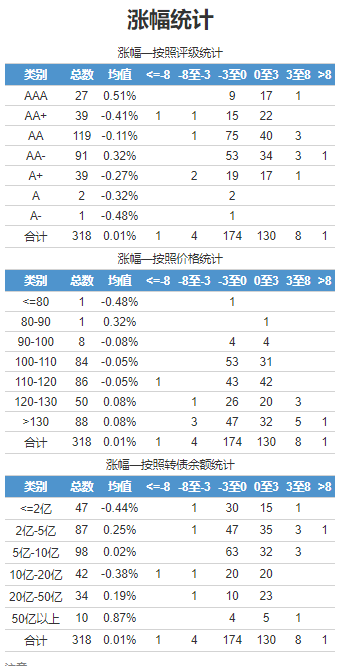 涨幅统计
涨幅—按照评级统计
类别 总数 均值 <=-8 -8至-3 -3至0 0至3 3至8 >8
AAA 27 0.51% 9 17 1
AA+ 39 -0.41% 1 1 15 22
AA 119 -0.11% 1 75 40 3
AA- 91 0.32% 53 34 3 1
A+ 39 -0.27% 2 19 17 1
A 2 -0.32% 2
A- 1 -0.48% 1
合计 318 0.01% 1 4 174 130 8 1
涨幅—按照价格统计
类别 总数 均值 <=-8 -8至-3 -3至0 0至3 3至8 >8
<=80 1 -0.48% 1
80-90 1 0.32% 1
90-100 8 -0.08% 4 4
100-110 84 -0.05% 53 31
110-120 86 -0.05% 1 43 42
120-130 50 0.08% 1 26 20 3
>130 88 0.08% 3 47 32 5 1
合计 318 0.01% 1 4 174 130 8 1
涨幅—按照转债余额统计
类别 总数 均值 <=-8 -8至-3 -3至0 0至3 3至8 >8
<=2亿 47 -0.44% 1 30 15 1
2亿-5亿 87 0.25% 1 47 35 3 1
5亿-10亿 98 0.02% 63 32 3
10亿-20亿 42 -0.38% 1 1 20 20
20亿-50亿 34 0.19% 1 10 23
50亿以上 10 0.87% 4 5 1
合计 318 0.01% 1 4 174 130 8 1